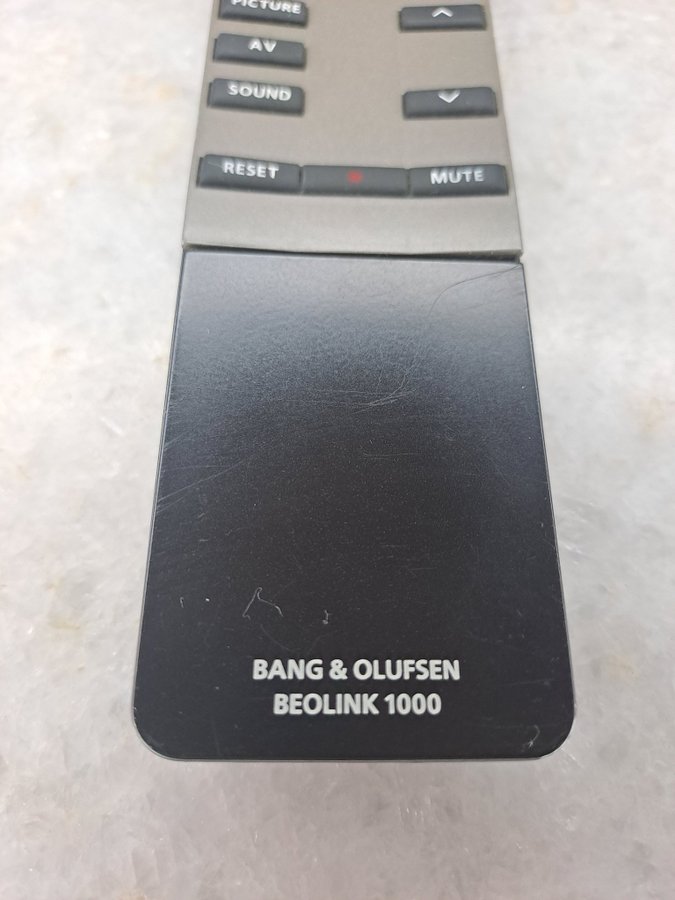 PICTURE
AV
SOUND
RESET MUTE
BANG & OLUFSEN
BEOLINK 1000